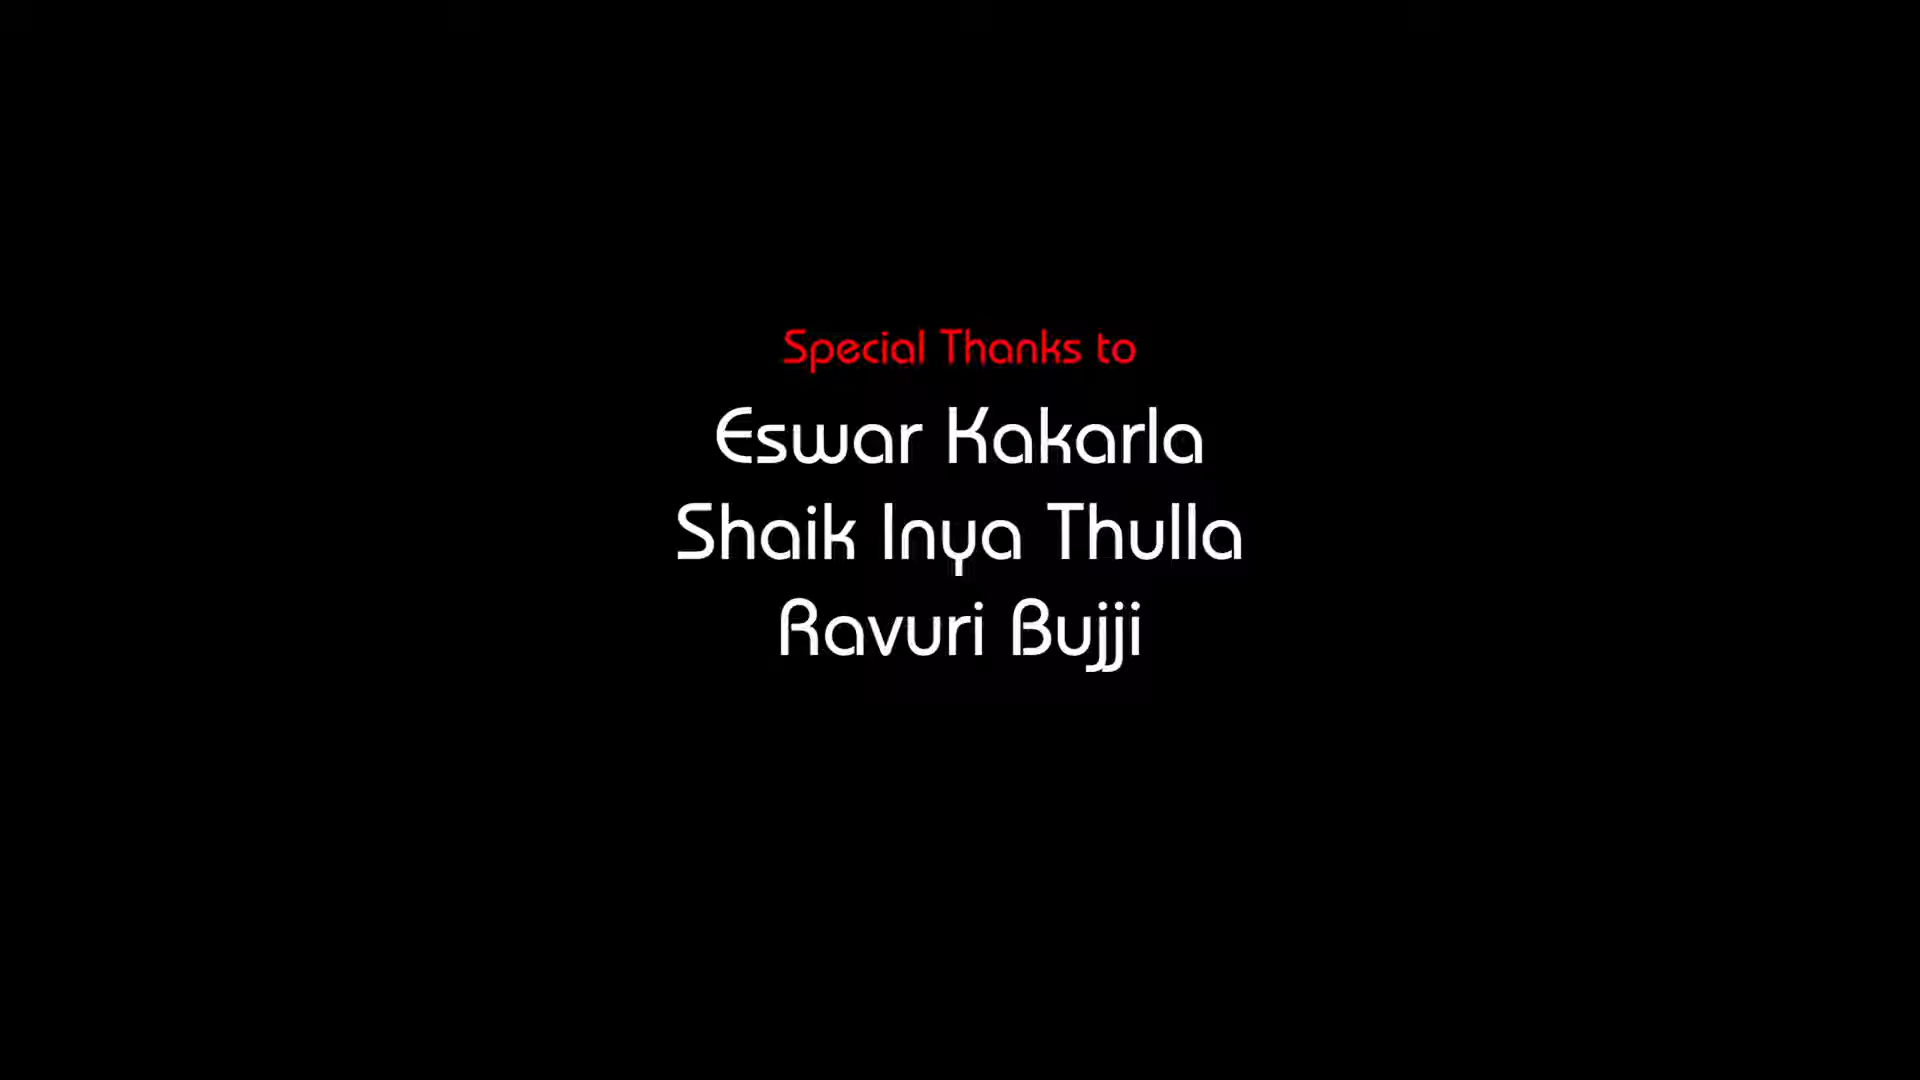 Special Thanks to
Eswar Kakarla
Shaik Inya Thulla
Ravuri Bujji